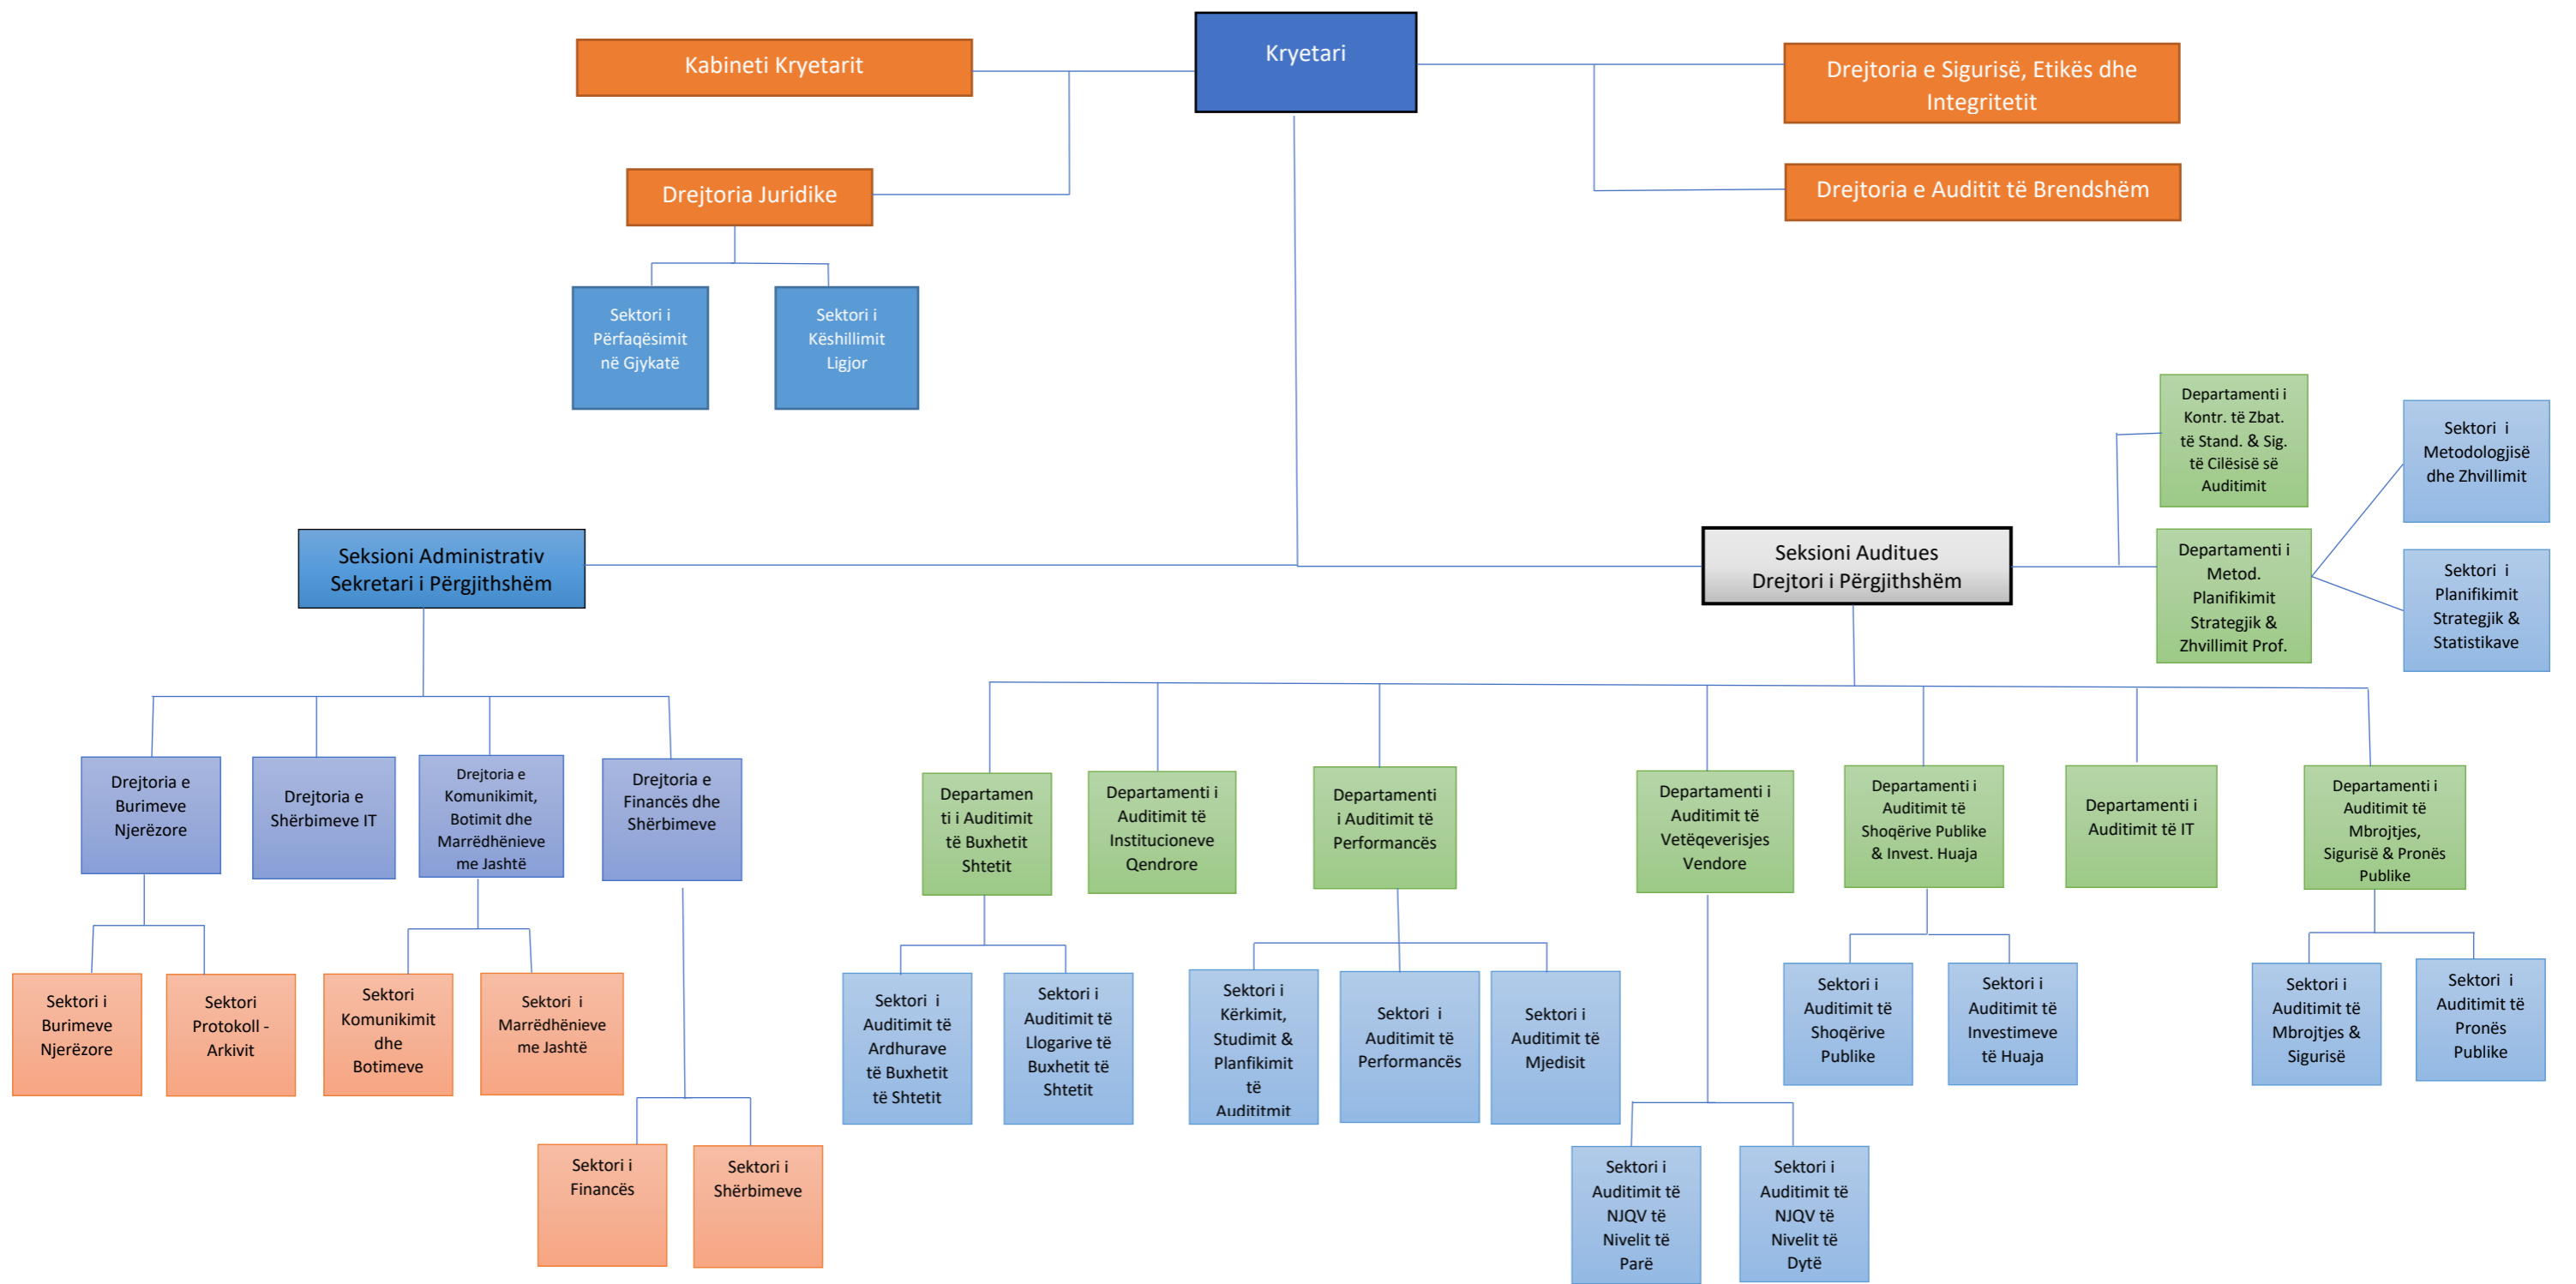 Kryetari
Kabineti Kryetarit
Drejtoria e Sigurisë, Etikës dhe
Integritetit
Drejtoria Juridike
Drejtoria e Auditit të Brendshëm
Sektori i
Përfaqësimit
në Gjykatë
Sektori i
Këshillimit
Ligjor
Departamenti i
Kontr. të Zbat.
të Stand. & Sig.
të Cilësisë së
Auditimit
Sektori i
Metodologjisë
dhe Zhvillimit
Seksioni Administrativ
Sekretari i Përgjithshëm
Seksioni Auditues
Drejtori i Përgjithshëm
Departamenti i
Metod.
Planifikimit
Strategjik &
Zhvillimit Prof.
Sektori i
Planifikimit
Strategjik &
Statistikave
Drejtoria e
Burimeve
Njerëzore
Drejtoria e
Shërbimeve IT
Drejtoria e
Komunikimit,
Botimit dhe
Marrëdhënieve
me Jashtë
Drejtoria e
Financës dhe
Shërbimeve
Departamen
ti i Auditimit
të Buxhetit
Shtetit
Departamenti i
Auditimit të
Institucioneve
Qendrore
Departamenti
i Auditimit të
Performancës
Departamenti i
Auditimit të
Vetëqeverisjes
Vendore
Departamenti i
Auditimit të
Shoqërive Publike
& Invest. Huaja
Departamenti i
Auditimit të IT
Departamenti i
Auditimit të
Mbrojtjes,
Sigurisë & Pronës
Publike
Sektori i
Burimeve
Njerëzore
Sektori
Protokoll -
Arkivit
Sektori
Komunikimit
dhe
Botimeve
Sektori i
Marrëdhënieve
me Jashtë
Sektori i
Auditimit të
Ardhurave
të Buxhetit
të Shtetit
Sektori i
Auditimit të
Llogarive të
Buxhetit të
Shtetit
Sektori i
Kërkimit,
Studimit &
Planfikimit
të
Audititmit
Sektori i
Auditimit të
Performancës
Sektori i
Auditimit të
Mjedisit
Sektori i
Auditimit të
Shoqërive
Publike
Sektori i
Auditimit të
Investimeve
të Huaja
Sektori i
Auditimit të
Mbrojtjes &
Sigurisë
Sektori i
Auditimit të
Pronës
Publike
Sektori i
Financës
Sektori i
Shërbimeve
Sektori i
Auditimit të
NJQV të
Nivelit të
Parë
Sektori i
Auditimit të
NJQV të
Nivelit të
Dytë